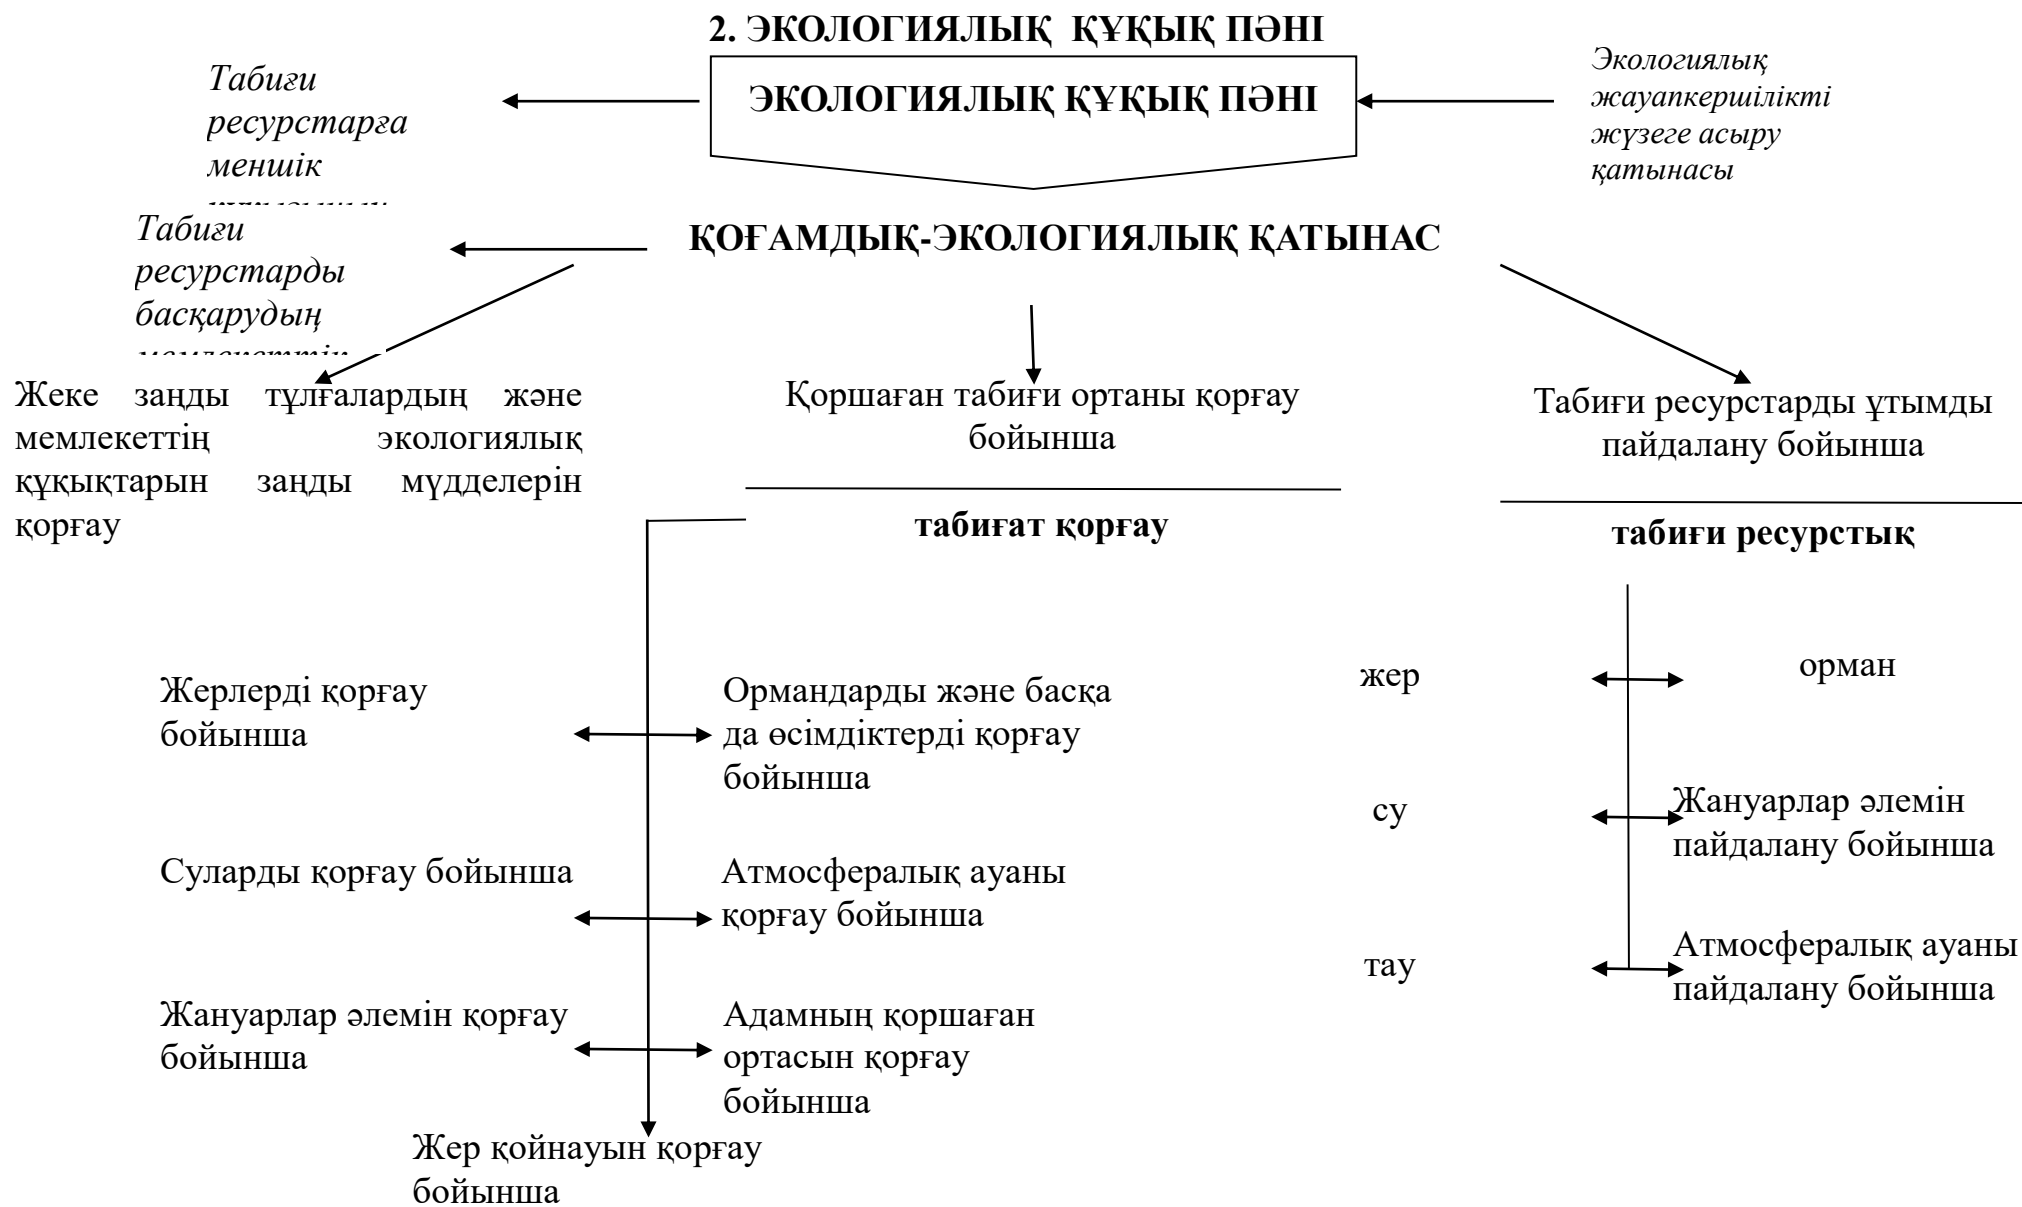 2. ЭКОЛОГИЯЛЫҚ ҚҰҚЫҚ ПӘНІ
Табиғи
ресурстарға
меншік
ЭКОЛОГИЯЛЫҚ ҚҰҚЫҚ ПӘНІ
Экологиялық
жауапкершілікті
жүзеге асыру
қатынасы
Табиғи
ресурстарды
басқарудың
ҚОҒАМДЫҚ-ЭКОЛОГИЯЛЫҚ ҚАТЫНАС
Жеке заңды тұлғалардың және
мемлекеттің экологиялық
құқықтарын заңды мүдделерін
қорғау
Қоршаған табиғи ортаны қорғау
бойынша
Табиғи ресурстарды ұтымды
пайдалану бойынша
табиғат қорғау
табиғи ресурстық
Жерлерді қорғау
бойынша
Ормандарды және басқа
да өсімдіктерді қорғау
бойынша
жер
орман
Суларды қорғау бойынша
Атмосфералық ауаны
қорғау бойынша
су
Жануарлар әлемін
пайдалану бойынша
Жануарлар әлемін қорғау
бойынша
Адамның қоршаған
ортасын қорғау
бойынша
тау
Атмосфералық ауаны
пайдалану бойынша
Жер қойнауын қорғау
бойынша